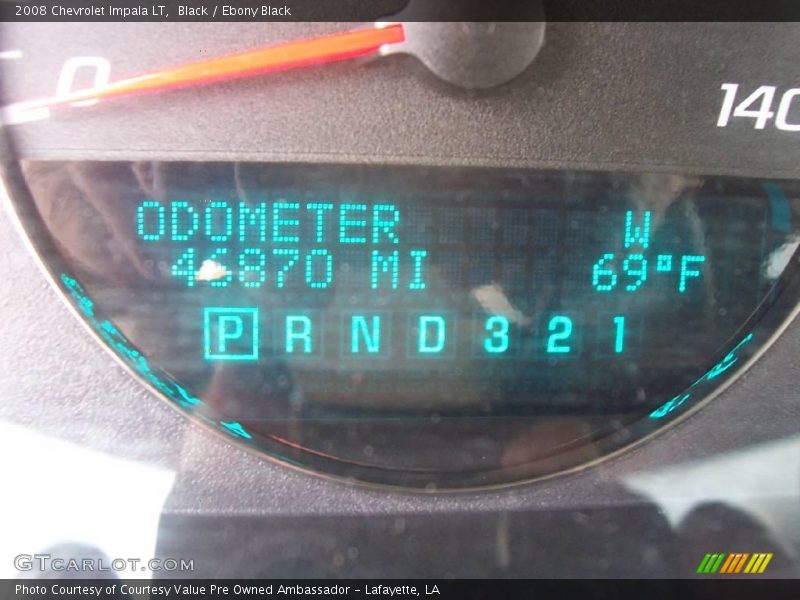 2008 Chevrolet Impala LT, Black / Ebony Black
0
140
ODOMETER W
MI 69°F
P R N D 3 2 1
GTCARLOT.COM
Photo Courtesy of Courtesy Value Pre Owned Ambassador - Lafayette, LA